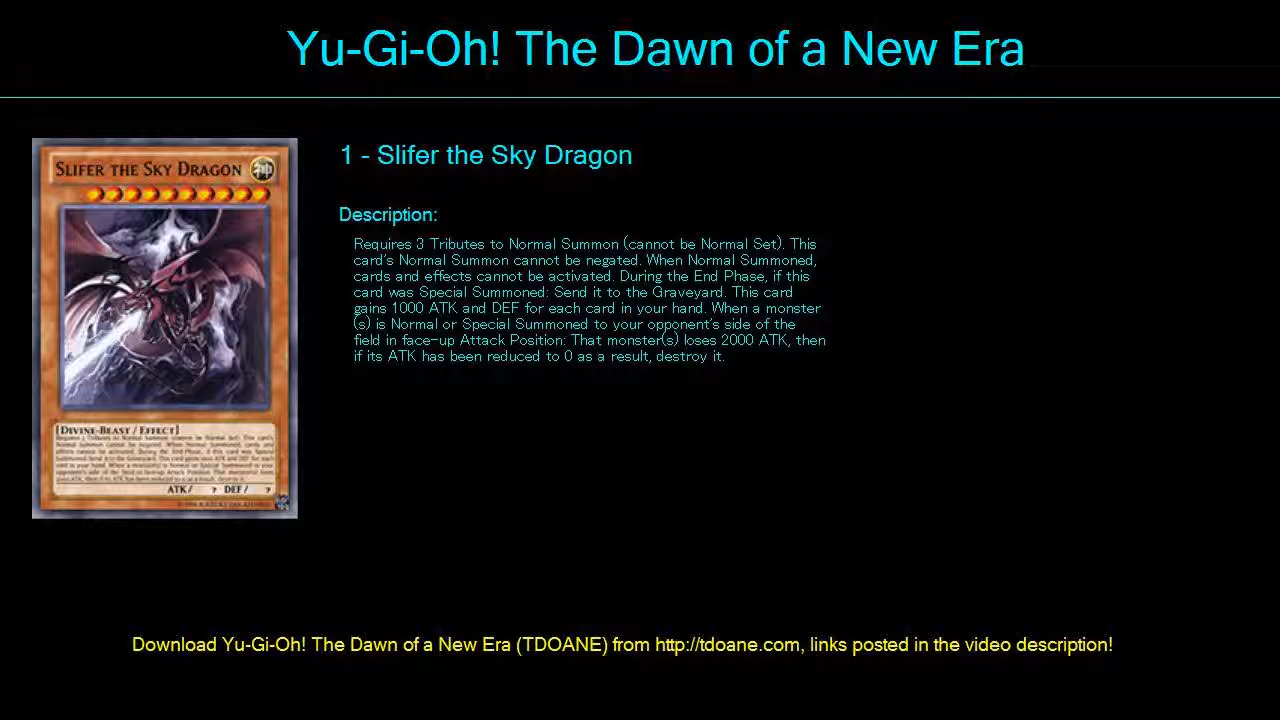 Yu-Gi-Oh! The Dawn of a New Era
SLIFER THE SKY DRAGON
神
[DIVINE-BEAST / EFFECT]
ATK/ ? DEF/ ?
1 - Slifer the Sky Dragon
Description:
Requires 3 Tributes to Normal Summon (cannot be Normal Set). This
card's Normal Summon cannot be negated. When Normal Summoned,
cards and effects cannot be activated. During the End Phase, if this
card was Special Summoned: Send it to the Graveyard. This card
gains 1000 ATK and DEF for each card in your hand. When a monster
(s) is Normal or Special Summoned to your opponent's side of the
field in face-up Attack Position: That monster(s) loses 2000 ATK, then
if its ATK has been reduced to 0 as a result, destroy it.
Download Yu-Gi-Oh! The Dawn of a New Era (TDOANE) from http://tdoane.com, links posted in the video description!